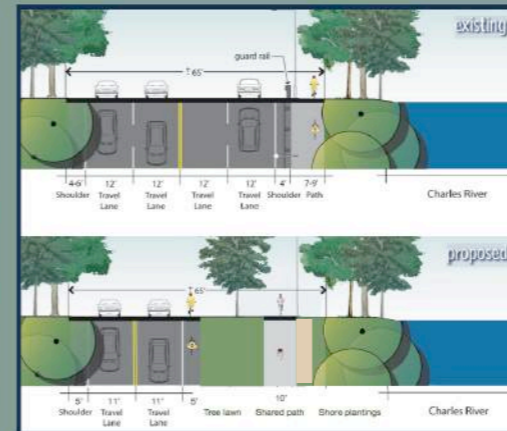 existing
guard rail
65'
4-6' 12' 12' 12' 12' 4' 7-9'
Shoulder Travel Lane Travel Lane Travel Lane Travel Lane Shoulder Path Charles River
proposed
65'
5' 11' 11' 5' 10'
Shoulder Travel Lane Travel Lane Tree lawn Shared path Shore plantings Charles River